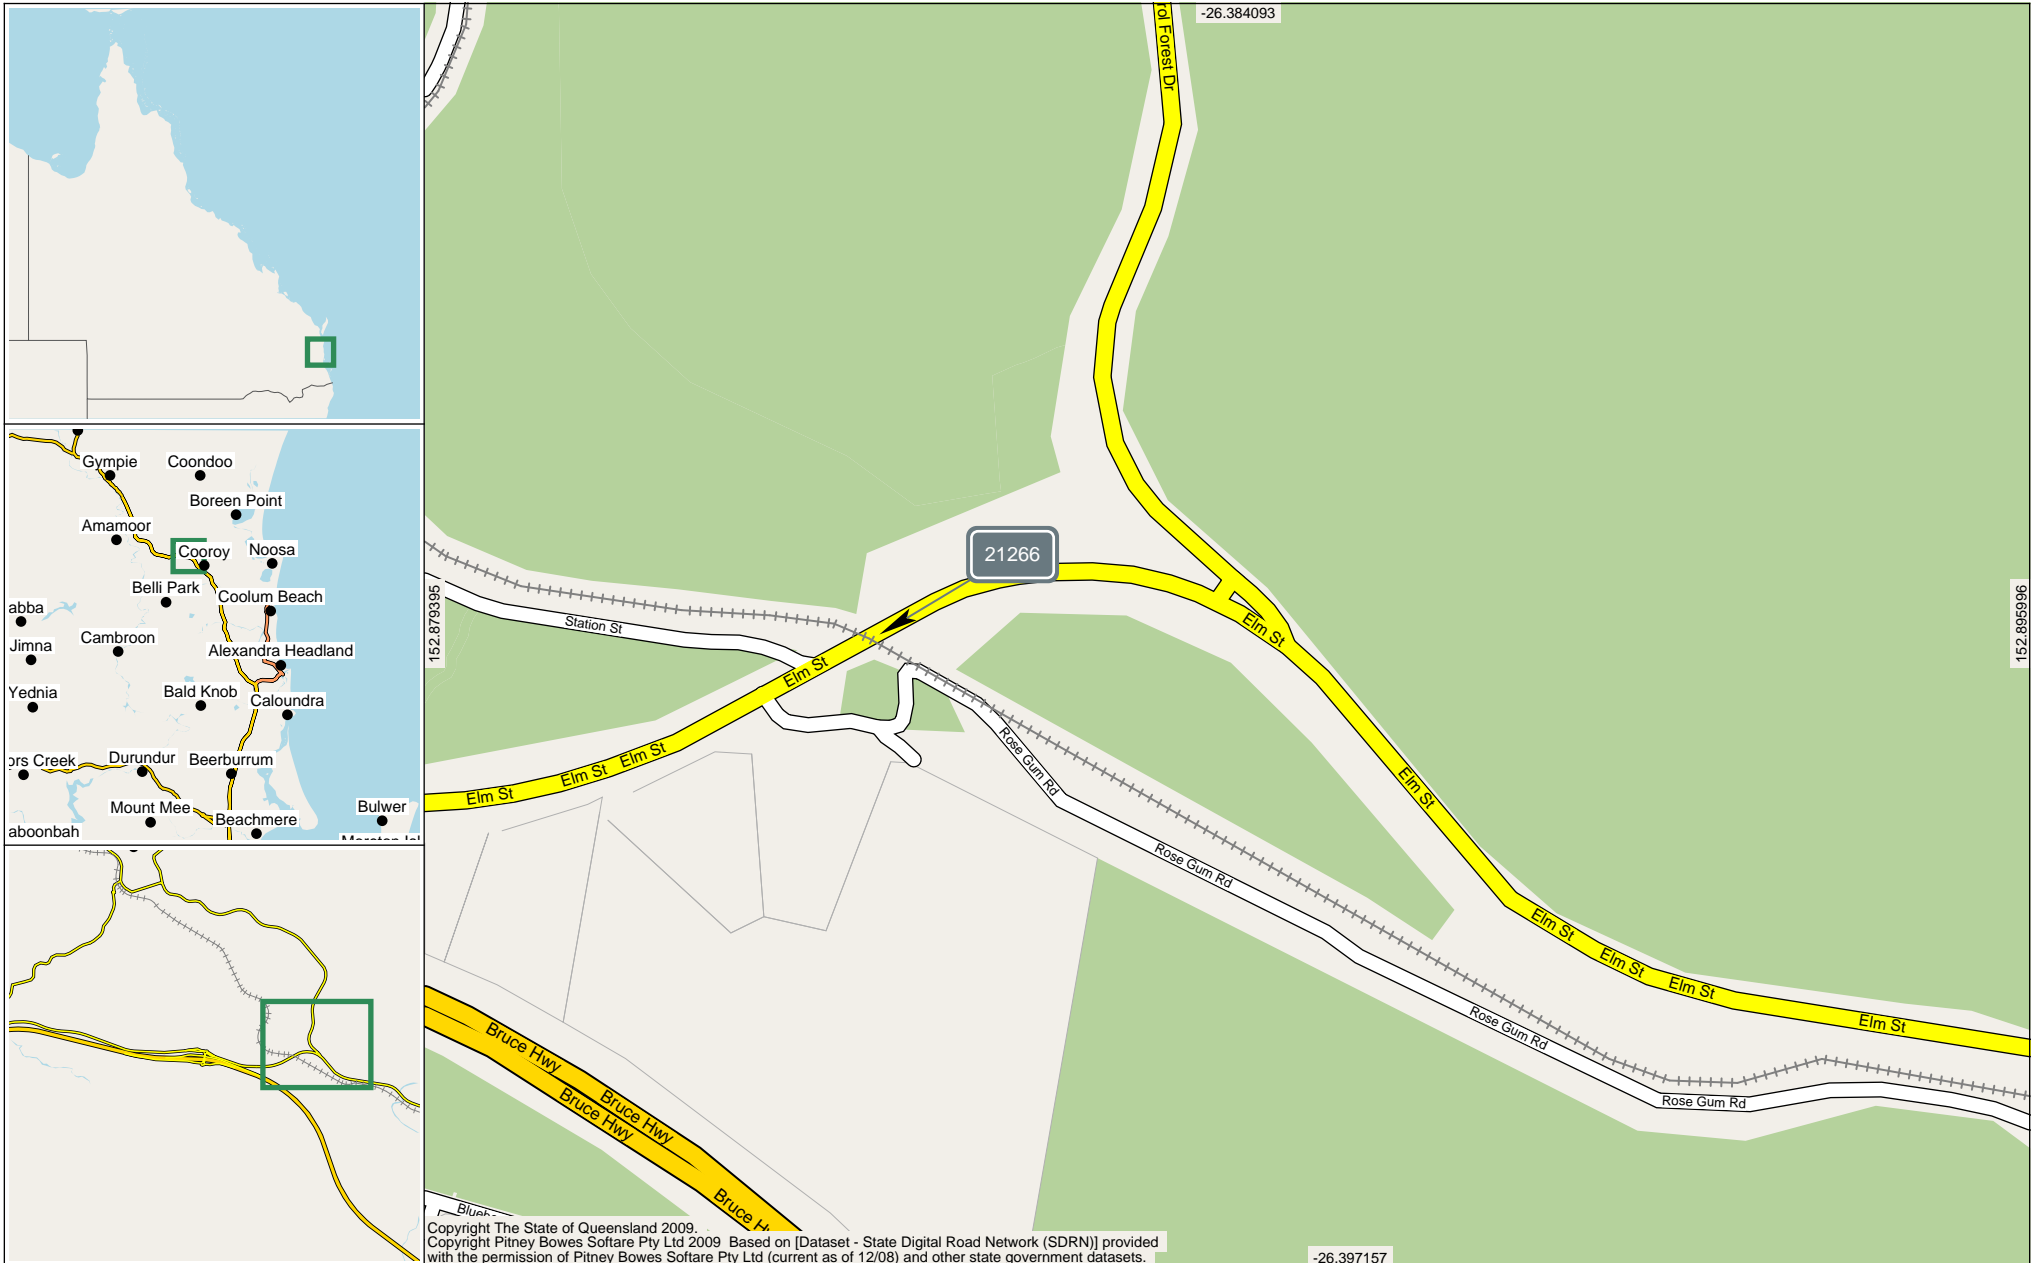 -26.384093
rol Forest Dr
21266
152.879395
152.895996
Station St
Elm St
Elm St
Elm St
Elm St
Elm St
Elm St
Elm St
Elm St
Elm St
Elm St
Elm St
Rose Gum Rd
Rose Gum Rd
Rose Gum Rd
Rose Gum Rd
Bruce Hwy
Bruce Hwy
Bruce Hwy
Bruce H
Blueb
Gympie
Coondoo
Boreen Point
Amamoor
Cooroy
Noosa
Belli Park
Coolum Beach
abba
Cambroon
Jimna
Alexandra Headland
Yednia
Bald Knob
Caloundra
ors Creek
Durundur
Beerburrum
Mount Mee
Bulwer
aboonbah
Beachmere
Copyright The State of Queensland 2009.
Copyright Pitney Bowes Softare Pty Ltd 2009 Based on [Dataset - State Digital Road Network (SDRN)] provided
with the permission of Pitney Bowes Softare Pty Ltd (current as of 12/08) and other state government datasets.
-26.397157